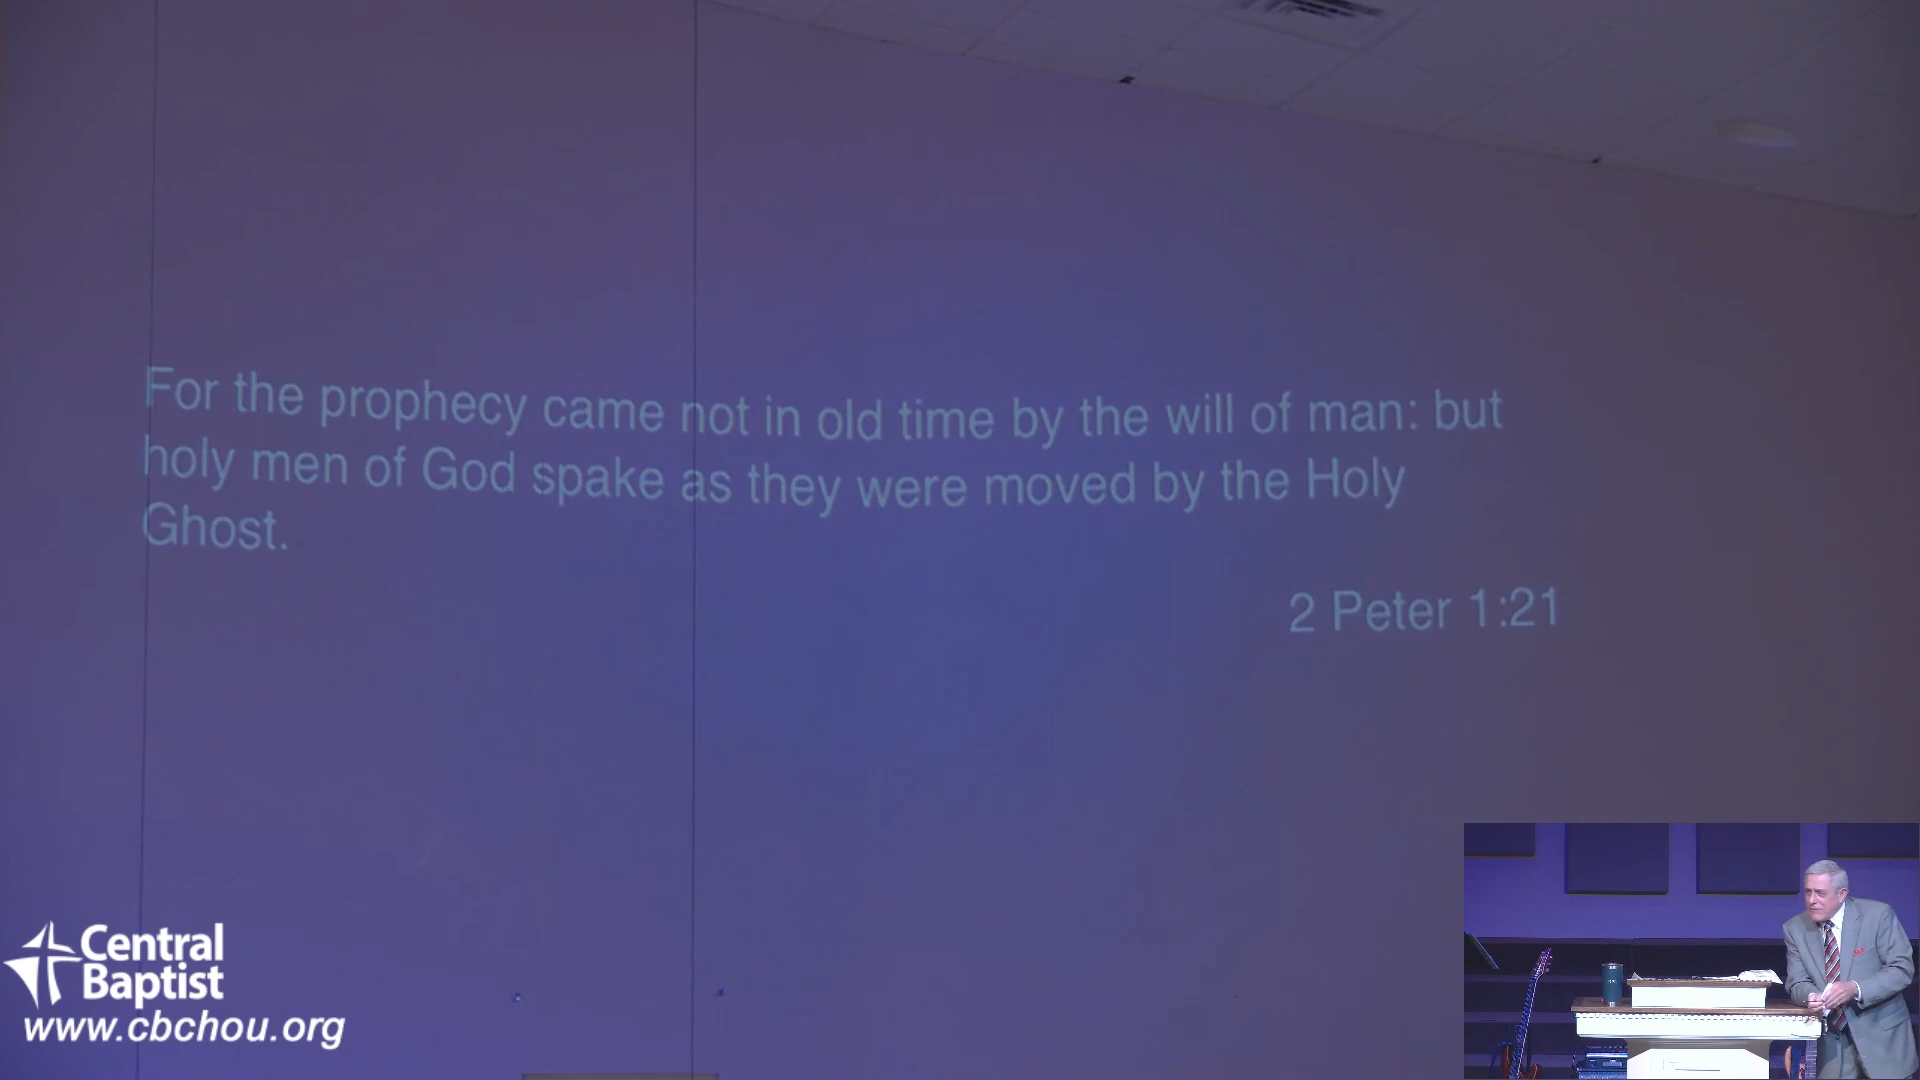 For the prophecy came not in old time by the will of man: but
holy men of God spake as they were moved by the Holy
Ghost.
2 Peter 1:21
Central
Baptist
www.cbchou.org